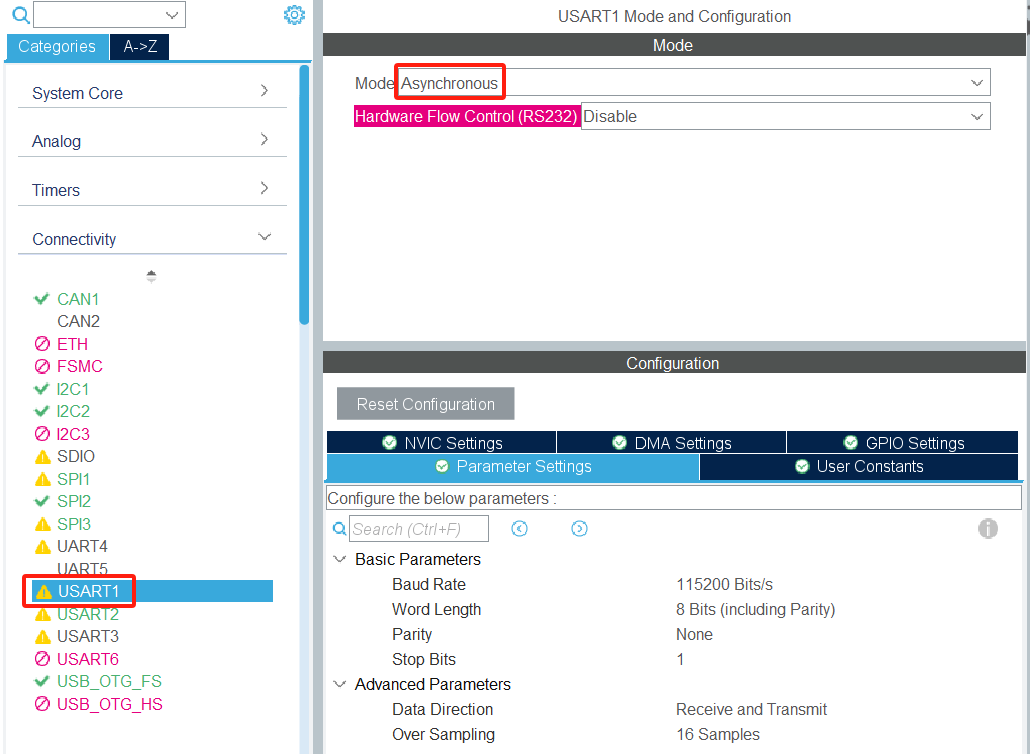 Categories
A->Z
System Core
Analog
Timers
Connectivity
CAN1
CAN2
ETH
FSMC
I2C1
I2C2
I2C3
SDIO
SPI1
SPI2
SPI3
UART4
UART5
USART1
USART2
USART3
USART6
USB_OTG_FS
USB_OTG_HS
USART1 Mode and Configuration
Mode
Mode Asynchronous
Hardware Flow Control (RS232) Disable
Configuration
Reset Configuration
NVIC Settings DMA Settings GPIO Settings
Parameter Settings User Constants
Configure the below parameters :
Search (Ctrl+F)
Basic Parameters
Baud Rate 115200 Bits/s
Word Length 8 Bits (including Parity)
Parity None
Stop Bits 1
Advanced Parameters
Data Direction Receive and Transmit
Over Sampling 16 Samples